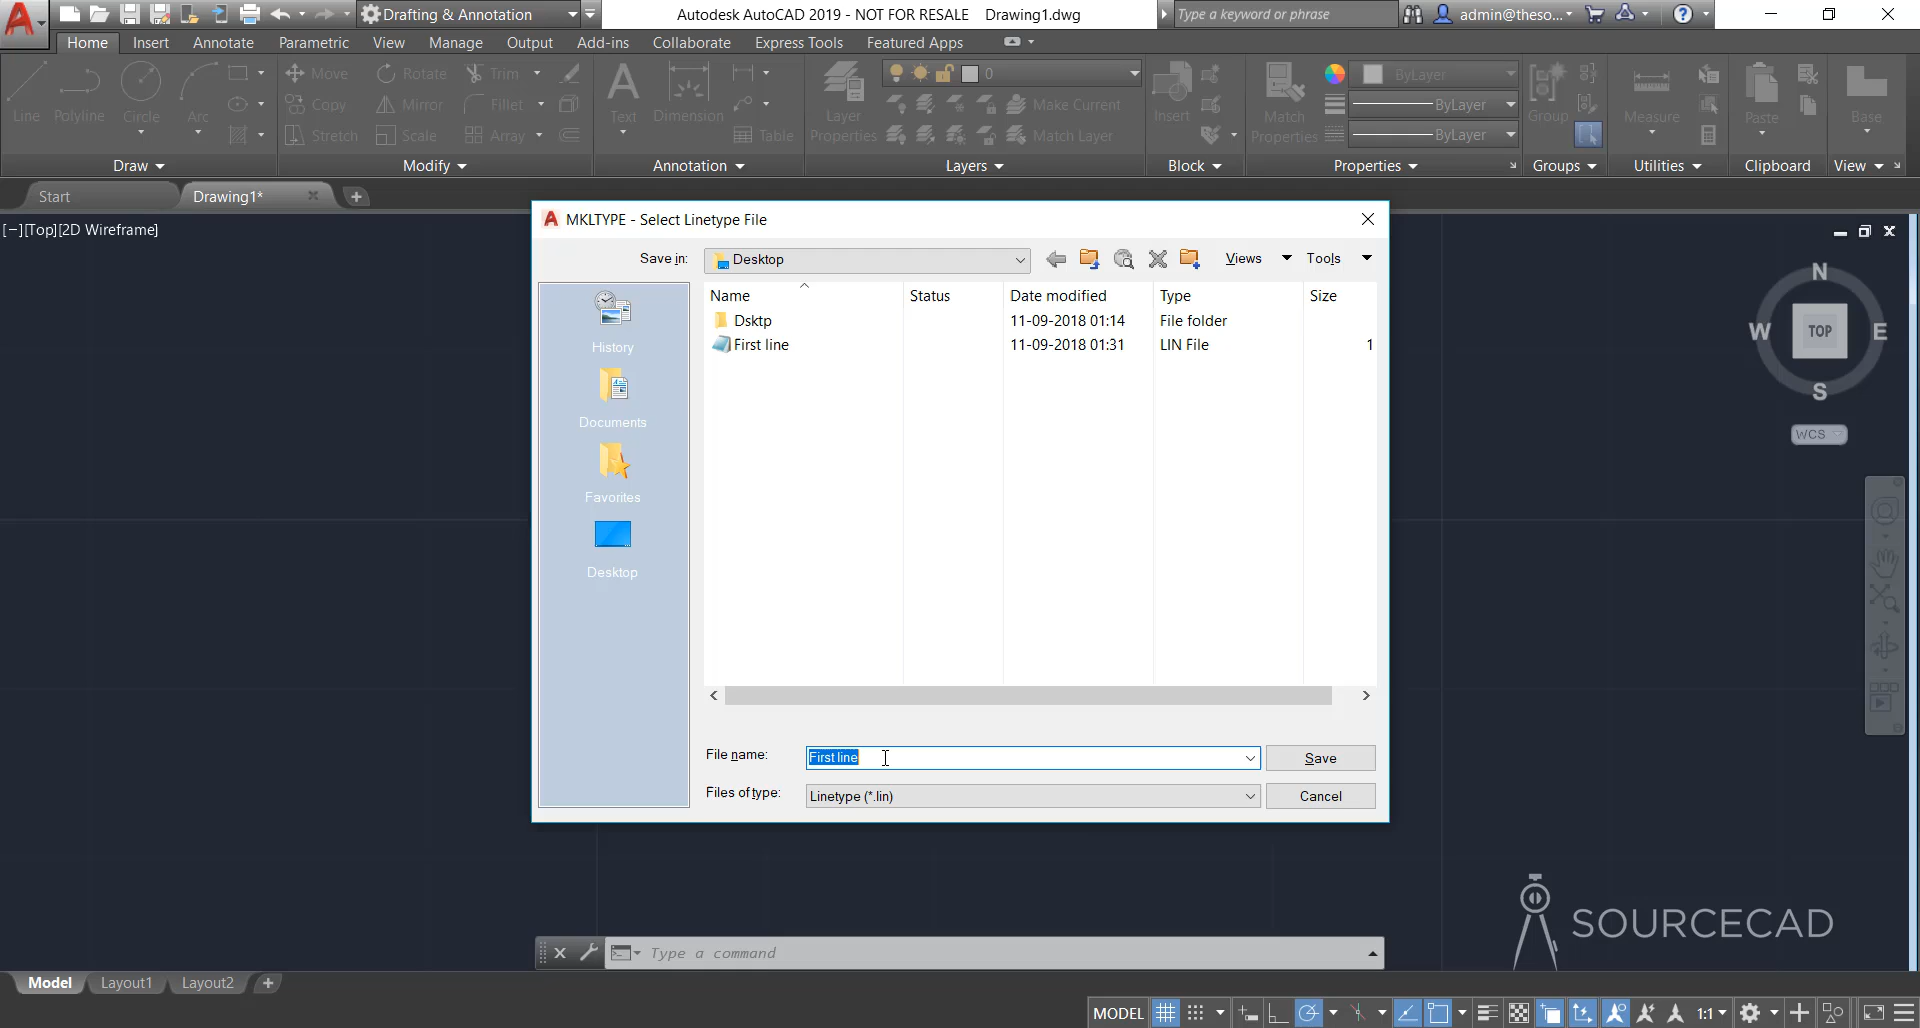 Drafting & Annotation
Autodesk AutoCAD 2019 - NOT FOR RESALE Drawing1.dwg
Type a keyword or phrase
admin@theso...
Home Insert Annotate Parametric View Manage Output Add-ins Collaborate Express Tools Featured Apps
Line Polyline Circle Arc
Move Rotate Trim
Copy Mirror Fillet
Stretch Scale Array
Text Dimension Table
Layer Properties
0
Make Current
Match Layer
Insert
Match Properties
ByLayer
ByLayer
ByLayer
Group
Measure
Paste
Base
Draw Modify Annotation Layers Block Properties Groups Utilities Clipboard View
Start Drawing1*
[−][Top][2D Wireframe]
MKLTYPE - Select Linetype File
Save in: Desktop Views Tools
Name Status Date modified Type Size
Dsktp 11-09-2018 01:14 File folder
First line 11-09-2018 01:31 LIN File 1
History
Documents
Favorites
Desktop
File name: First line Save
Files of type: Linetype (*.lin) Cancel
N
W TOP E
S
WCS
SOURCECAD
Type a command
Model Layout1 Layout2
MODEL 1:1